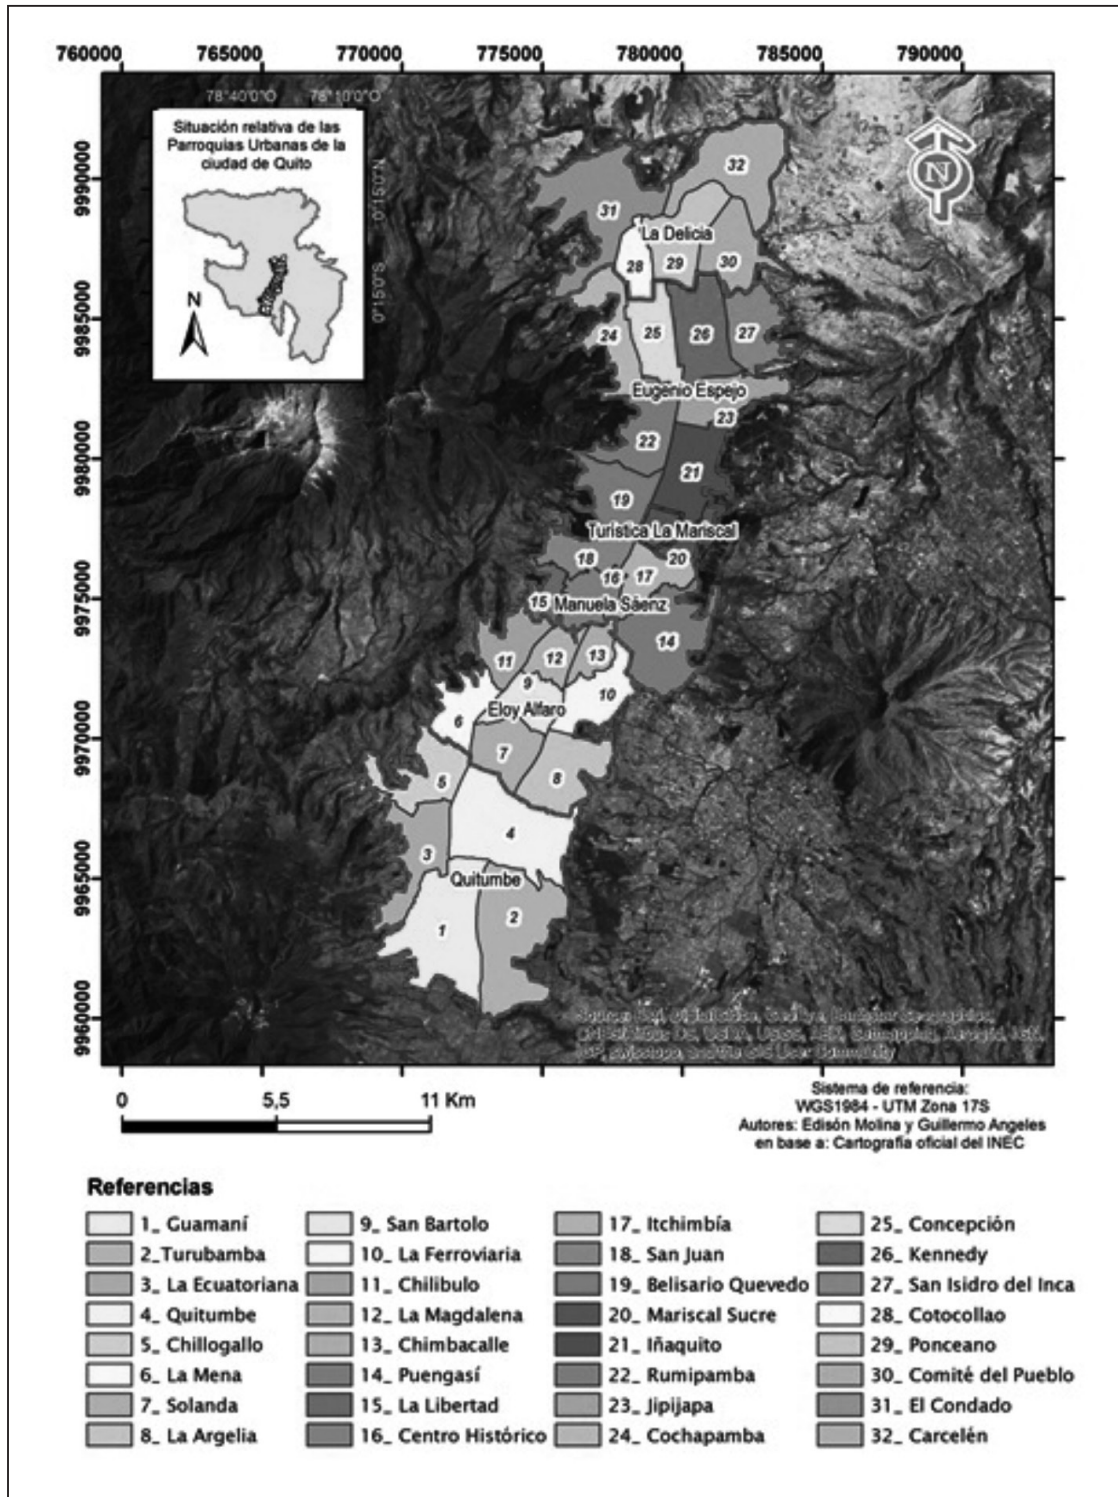 760000 765000 770000 775000 780000 785000 790000
78°40'0"O 78°10'0"O
Situación relativa de las
Parroquias Urbanas de la
ciudad de Quito
0°15'0"N
0°15'0"S
N
N
9990000
9985000
9980000
9975000
9970000
9965000
9960000
32
31
La Delicia
28 29 30
24 25 26 27
Eugenio Espejo
23
22
21
19
Turística La Mariscal
18 20
16 17
15 Manuela Sáenz
14
11 12 13
9
10
Eloy Alfaro
6
7
8
5
4
3
Quitumbe
2
1
0 5,5 11 Km
Sistema de referencia:
WGS1984 - UTM Zona 17S
Autores: Edisón Molina y Guillermo Angeles
en base a: Cartografía oficial del INEC
Referencias
1_ Guamaní
2_Turubamba
3_ La Ecuatoriana
4_ Quitumbe
5_ Chillogallo
6_ La Mena
7_ Solanda
8_ La Argelia
9_ San Bartolo
10_ La Ferroviaria
11_ Chilibulo
12_ La Magdalena
13_ Chimbacalle
14_ Puengasí
15_ La Libertad
16_ Centro Histórico
17_ Itchimbía
18_ San Juan
19_ Belisario Quevedo
20_ Mariscal Sucre
21_ Iñaquito
22_ Rumipamba
23_ Jipijapa
24_ Cochapamba
25_ Concepción
26_ Kennedy
27_ San Isidro del Inca
28_ Cotocollao
29_ Ponceano
30_ Comité del Pueblo
31_ El Condado
32_ Carcelén